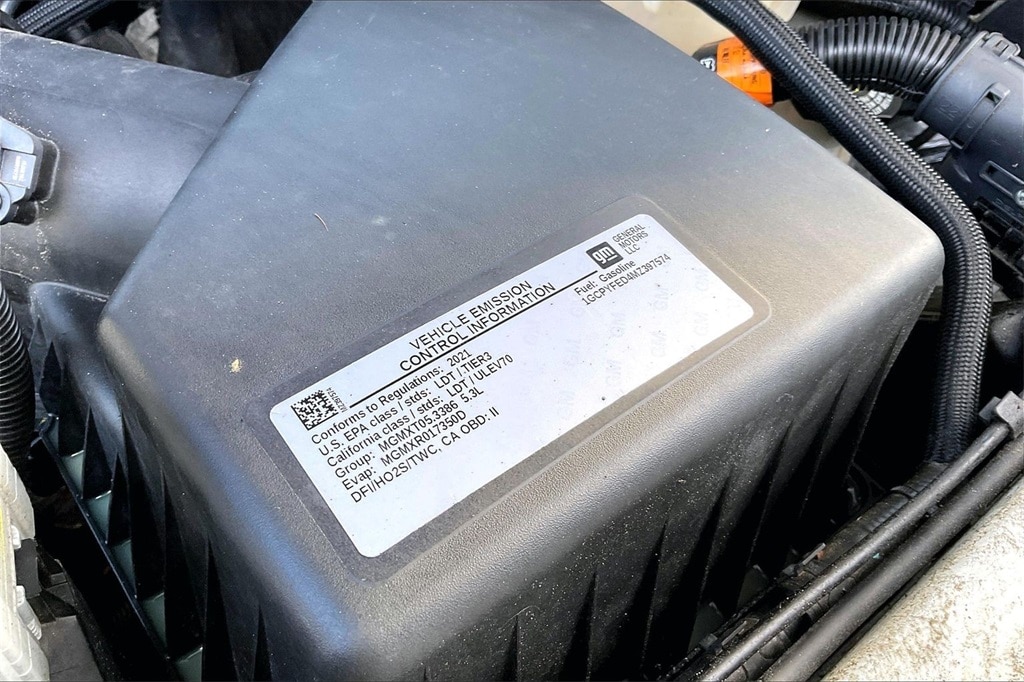 VEHICLE EMISSION
CONTROL INFORMATION
gm
GENERAL
MOTORS
LLC
Fuel: Gasoline
1GCPYFED4MZ397574
Conforms to Regulations: 2021
U.S. EPA class / stds: LDT / TIER3
California class / stds: LDT / ULEV70
Group: MGMXT05.3386 5.3L
Evap: MGMXR017350D
DFI/HO2S/TWC, CA OBD: II